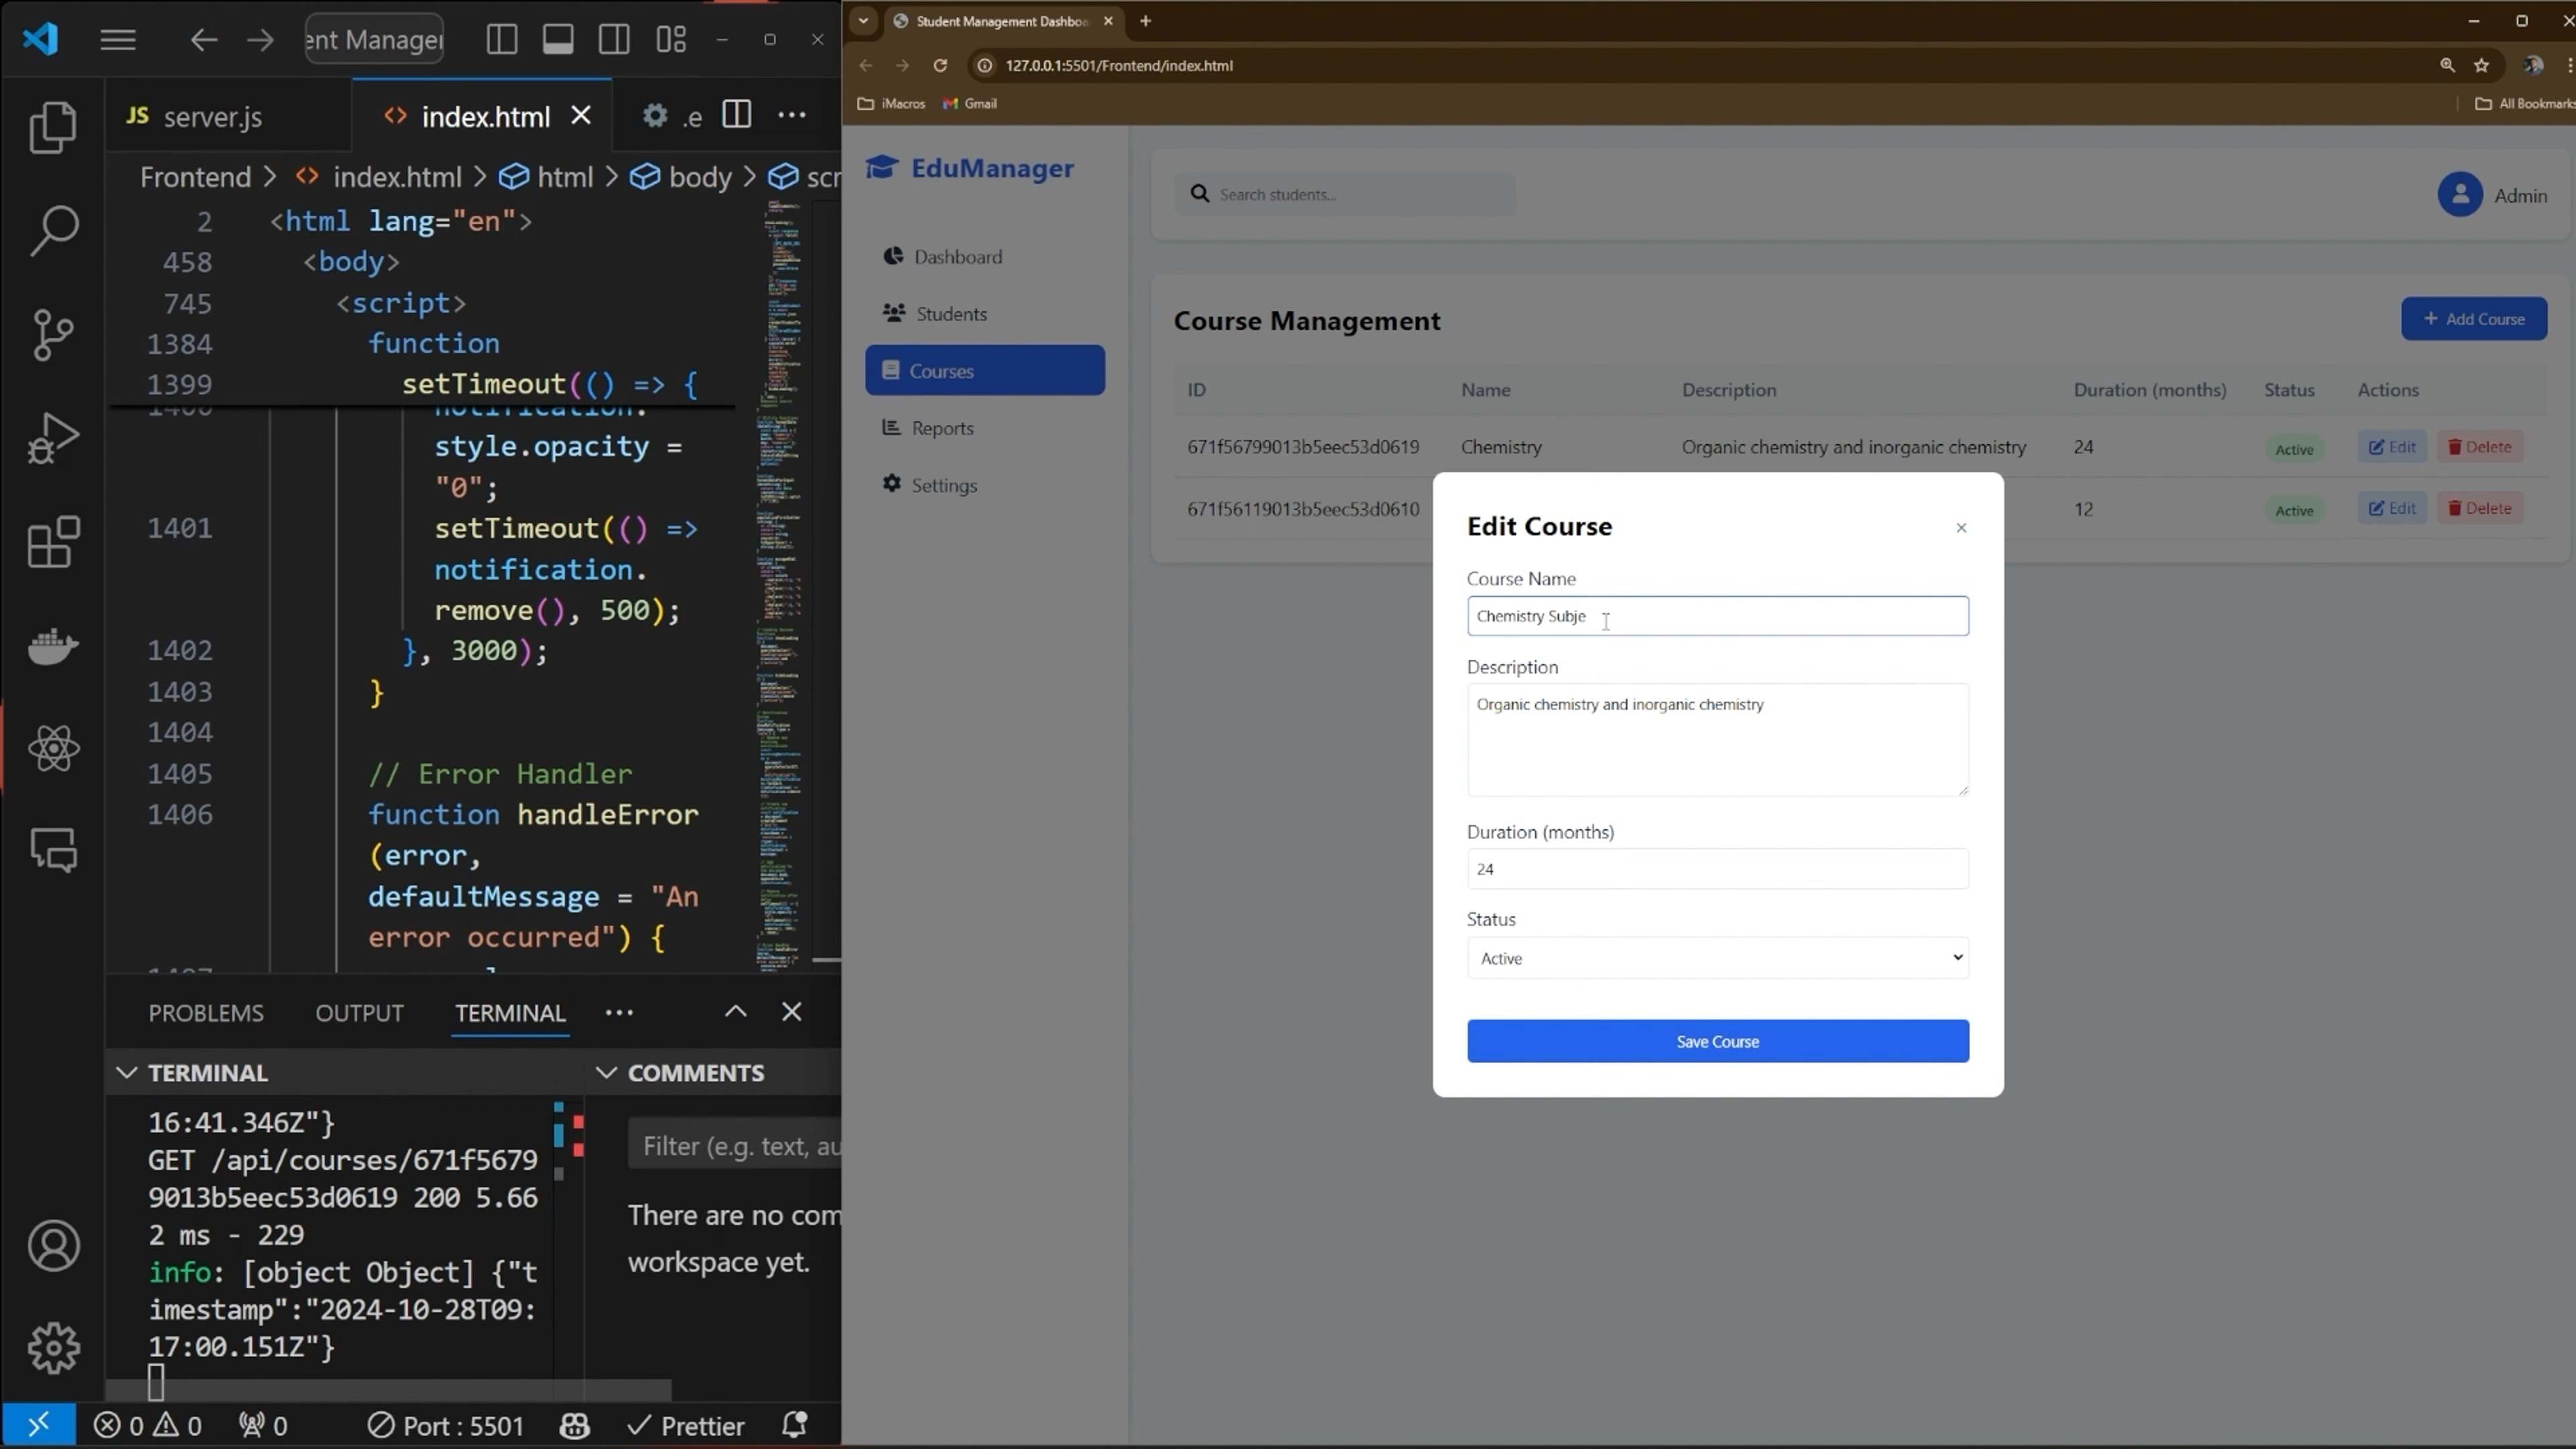 ent Manager
JS server.js
index.html
.e
Frontend > index.html > html > body > scr
2 <html lang="en">
458 <body>
745 <script>
1384 function
1399 setTimeout(() => {
1400 notification.
style.opacity =
"0";
1401 setTimeout(() =>
notification.
remove(), 500);
1402 }, 3000);
1403 }
1404
1405 // Error Handler
1406 function handleError
(error,
defaultMessage = "An
error occurred") {
1407
PROBLEMS OUTPUT TERMINAL
TERMINAL
16:41.346Z"}
GET /api/courses/671f5679
9013b5eec53d0619 200 5.66
2 ms - 229
info: [object Object] {"t
imestamp":"2024-10-28T09:
17:00.151Z"}
COMMENTS
Filter (e.g. text, au
There are no com
workspace yet.
0 0 0 Port : 5501 Prettier
Student Management Dashboa
127.0.0.1:5501/Frontend/index.html
iMacros Gmail All Bookmarks
EduManager
Dashboard
Students
Courses
Reports
Settings
Search students...
Admin
Course Management
+ Add Course
ID Name Description Duration (months) Status Actions
671f56799013b5eec53d0619 Chemistry Organic chemistry and inorganic chemistry 24 Active Edit Delete
671f56119013b5eec53d0610 12 Active Edit Delete
Edit Course
×
Course Name
Chemistry Subje
Description
Organic chemistry and inorganic chemistry
Duration (months)
24
Status
Active
Save Course